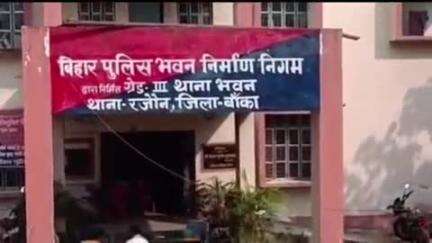 बिहार पुलिस भवन निर्माण निगम
द्वारा निर्मित ग्रेड: III थाना भवन
थाना-रजौन, जिला-बाँका